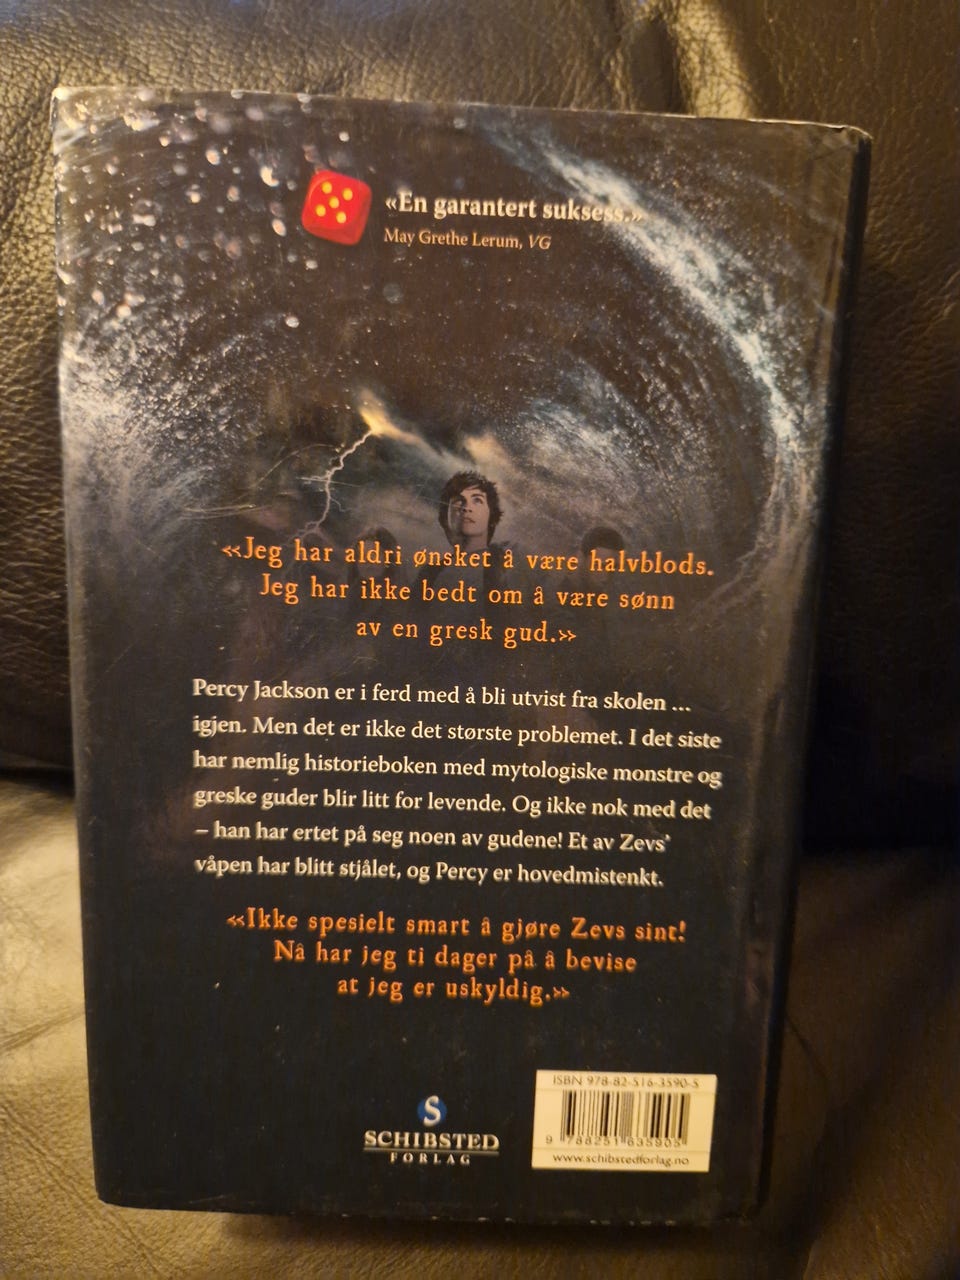 «En garantert suksess.»
May Grethe Lerum, VG
«Jeg har aldri ønsket å være halvblods.
Jeg har ikke bedt om å være sønn
av en gresk gud.»
Percy Jackson er i ferd med å bli utvist fra skolen ...
igjen. Men det er ikke det største problemet. I det siste
har nemlig historieboken med mytologiske monstre og
greske guder blir litt for levende. Og ikke nok med det
– han har ertet på seg noen av gudene! Et av Zevs’
våpen har blitt stjålet, og Percy er hovedmistenkt.
«Ikke spesielt smart å gjøre Zevs sint!
Nå har jeg ti dager på å bevise
at jeg er uskyldig.»
S
SCHIBSTED
FORLAG
ISBN 978-82-516-3590-5
9 788251 635905
www.schibstedforlag.no